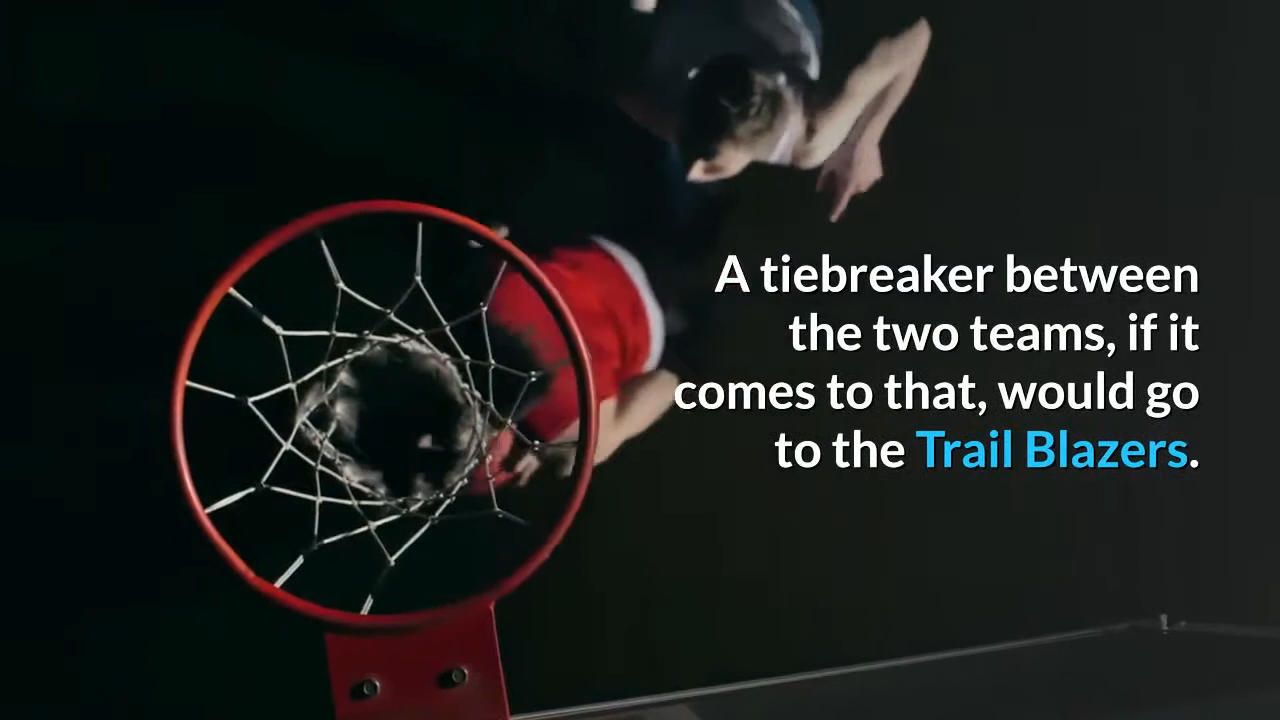 A tiebreaker between
the two teams, if it
comes to that, would go
to the Trail Blazers.